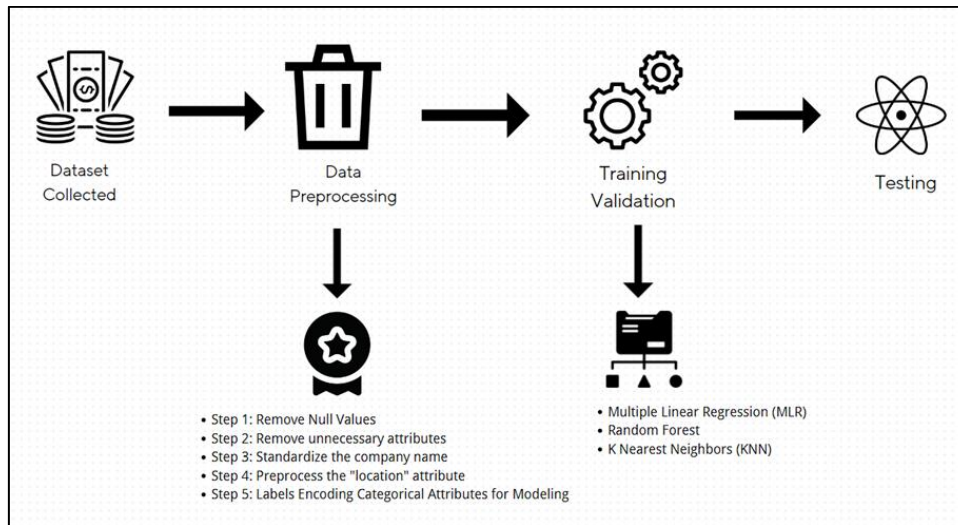 Dataset
Collected
Data
Preprocessing
Training
Validation
Testing
• Step 1: Remove Null Values
• Step 2: Remove unnecessary attributes
• Step 3: Standardize the company name
• Step 4: Preprocess the "location" attribute
• Step 5: Labels Encoding Categorical Attributes for Modeling
• Multiple Linear Regression (MLR)
• Random Forest
• K Nearest Neighbors (KNN)